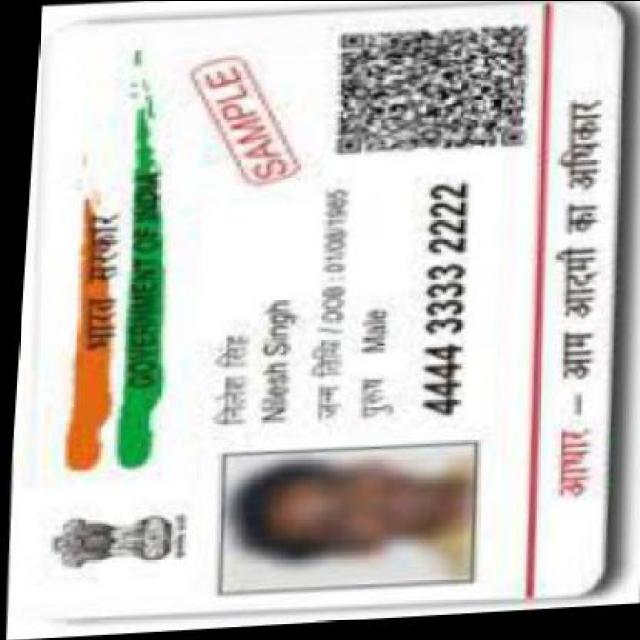 भारत सरकार
GOVERNMENT OF INDIA
SAMPLE
निलेश सिंह
Nilesh Singh
जन्म तिथि / DOB : 01/08/1985
पुरुष Male
4444 3333 2222
आधार – आम आदमी का अधिकार